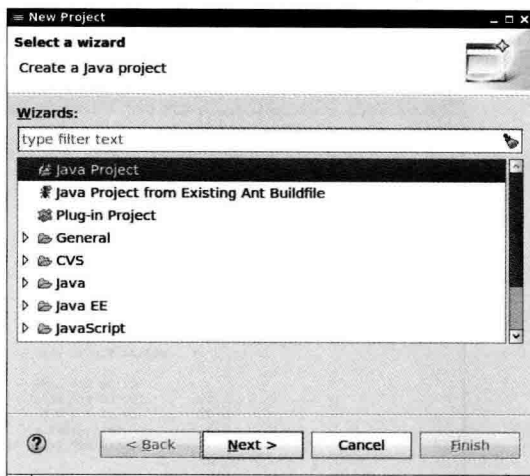 New Project
Select a wizard
Create a Java project
Wizards:
type filter text
Java Project
Java Project from Existing Ant Buildfile
Plug-in Project
General
CVS
Java
Java EE
JavaScript
?
< Back
Next >
Cancel
Finish